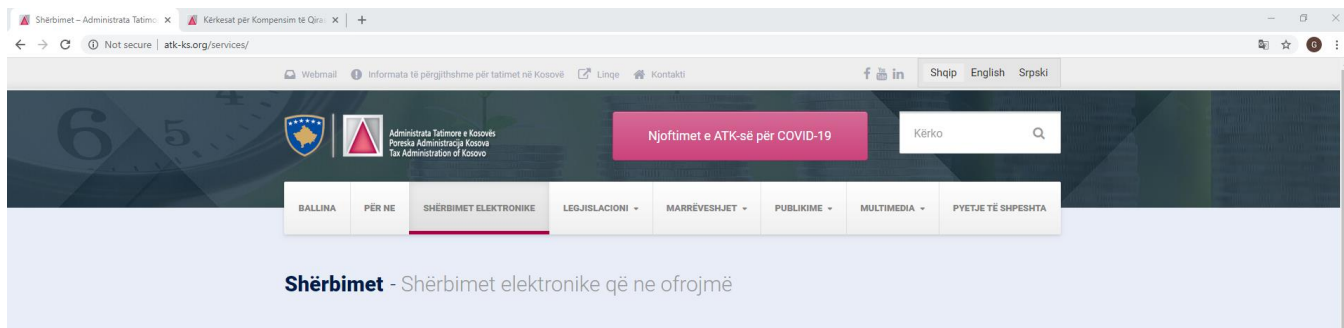 Shërbimet – Administrata Tatimo
Kërkesat për Kompensim të Qira
Not secure | atk-ks.org/services/
G
Webmail Informata të përgjithshme për tatimet në Kosovë Linqe Kontakti
Shqip English Srpski
Administrata Tatimore e Kosovës
Poreska Administracija Kosova
Tax Administration of Kosovo
Njoftimet e ATK-së për COVID-19
Kërko
BALLINA PËR NE SHËRBIMET ELEKTRONIKE LEGJISLACIONI MARRËVESHJET PUBLIKIME MULTIMEDIA PYETJE TË SHPESHTA
Shërbimet - Shërbimet elektronike që ne ofrojmë